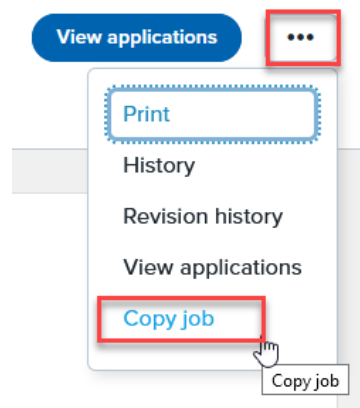 View applications
•••
Print
History
Revision history
View applications
Copy job
Copy job